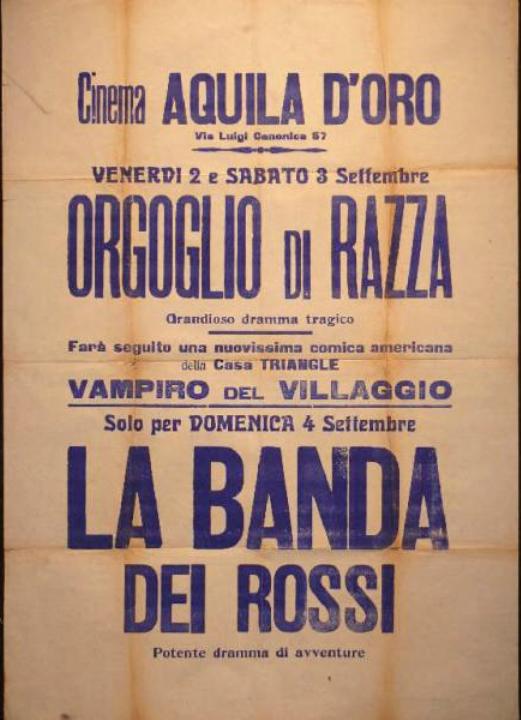 Cinema AQUILA D'ORO
Via Luigi Canonica 57
VENERDI 2 e SABATO 3 Settembre
ORGOGLIO DI RAZZA
Grandioso dramma tragico
Farà seguito una nuovissima comica americana
della Casa TRIANGLE
VAMPIRO DEL VILLAGGIO
Solo per DOMENICA 4 Settembre
LA BANDA
DEI ROSSI
Potente dramma di avventure